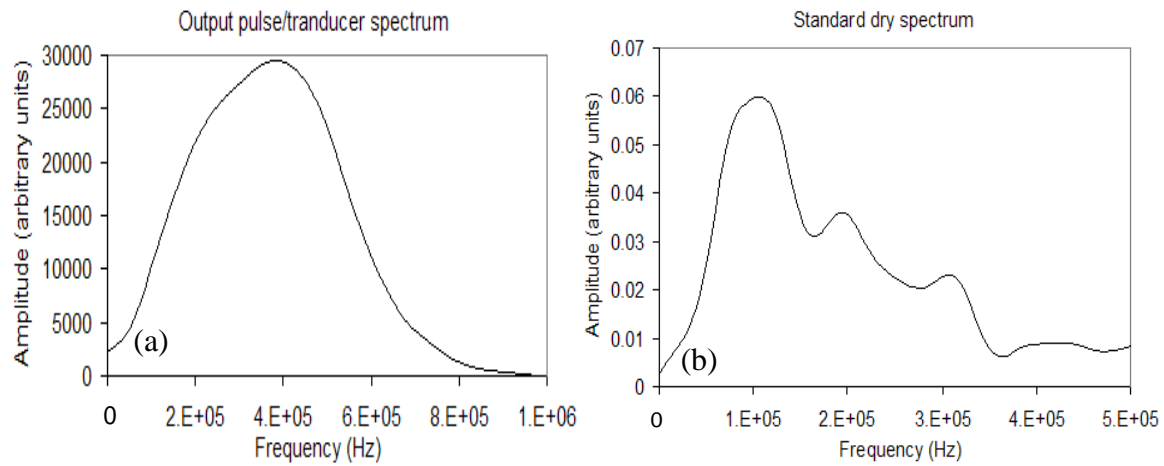 Output pulse/tranducer spectrum
30000
25000
20000
15000
10000
5000
0
Amplitude (arbitrary units)
(a)
0
2.E+05
4.E+05
6.E+05
8.E+05
1.E+06
Frequency (Hz)
Standard dry spectrum
0.07
0.06
0.05
0.04
0.03
0.02
0.01
0
Amplitude (arbitrary units)
(b)
0
1.E+05
2.E+05
3.E+05
4.E+05
5.E+05
Frequency (Hz)